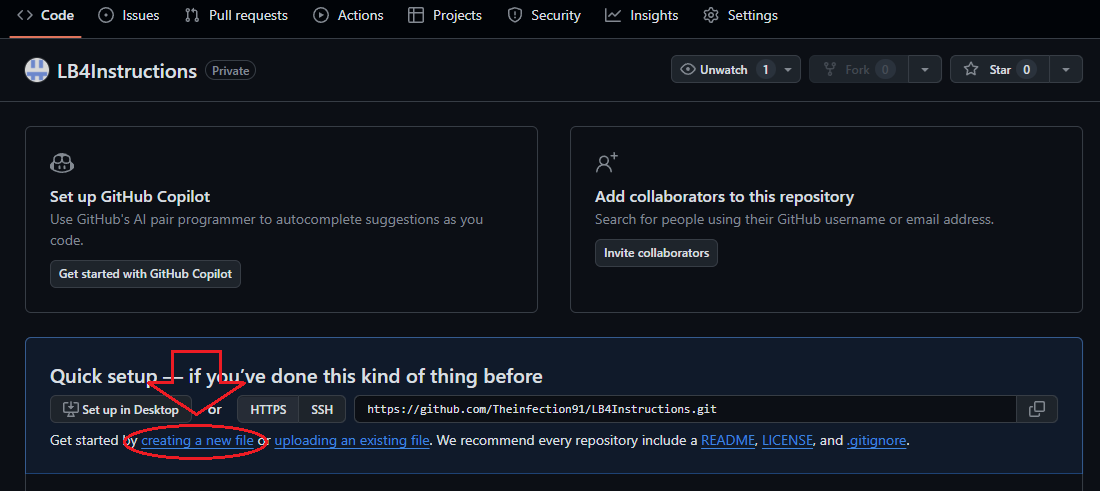 Code Issues Pull requests Actions Projects Security Insights Settings
LB4Instructions Private Unwatch 1 Fork 0 Star 0
Set up GitHub Copilot
Use GitHub's AI pair programmer to autocomplete suggestions as you
code.
Get started with GitHub Copilot
Add collaborators to this repository
Search for people using their GitHub username or email address.
Invite collaborators
Quick setup — if you've done this kind of thing before
Set up in Desktop or HTTPS SSH https://github.com/Theinfection91/LB4Instructions.git
Get started by creating a new file or uploading an existing file. We recommend every repository include a README, LICENSE, and .gitignore.